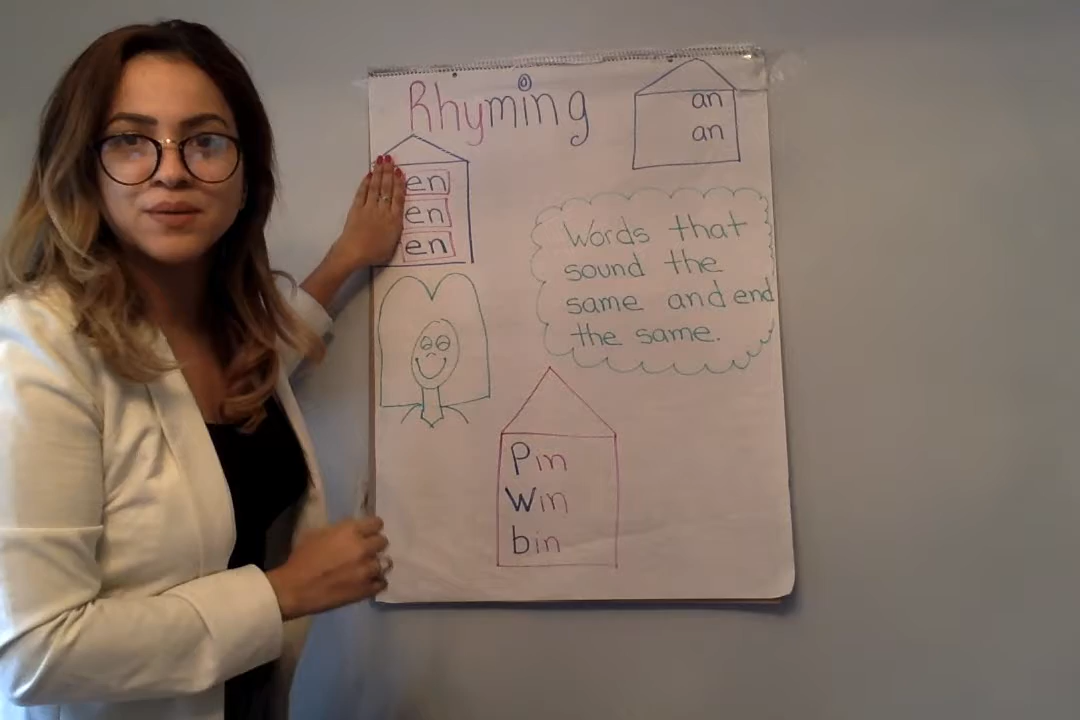 Rhyming
an
an
en
en
en
Words that
sound the
same and end
the same.
Pin
Win
bin